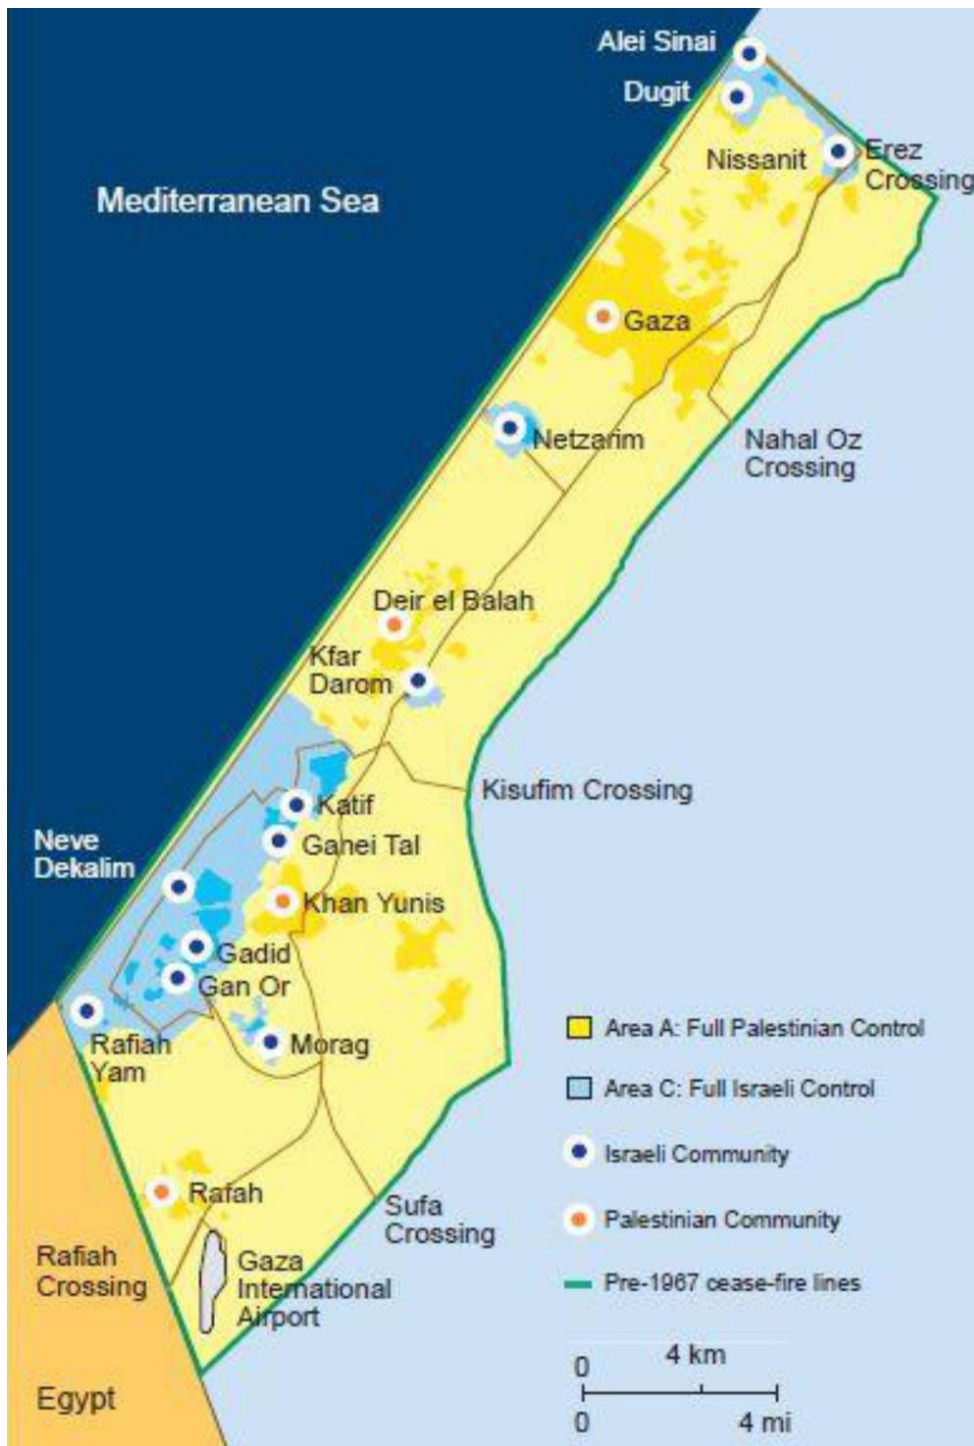 Alei Sinai
Dugit
Nissanit
Erez
Crossing
Mediterranean Sea
Gaza
Netzarim
Nahal Oz
Crossing
Deir el Balah
Kfar
Darom
Kisufim Crossing
Katif
Ganei Tal
Neve
Dekalim
Khan Yunis
Gadid
Gan Or
Rafiah
Yam
Morag
Area A: Full Palestinian Control
Area C: Full Israeli Control
Israeli Community
Palestinian Community
Pre-1967 cease-fire lines
Rafah
Sufa
Crossing
Rafiah
Crossing
Gaza
International
Airport
Egypt
0
4 km
0
4 mi